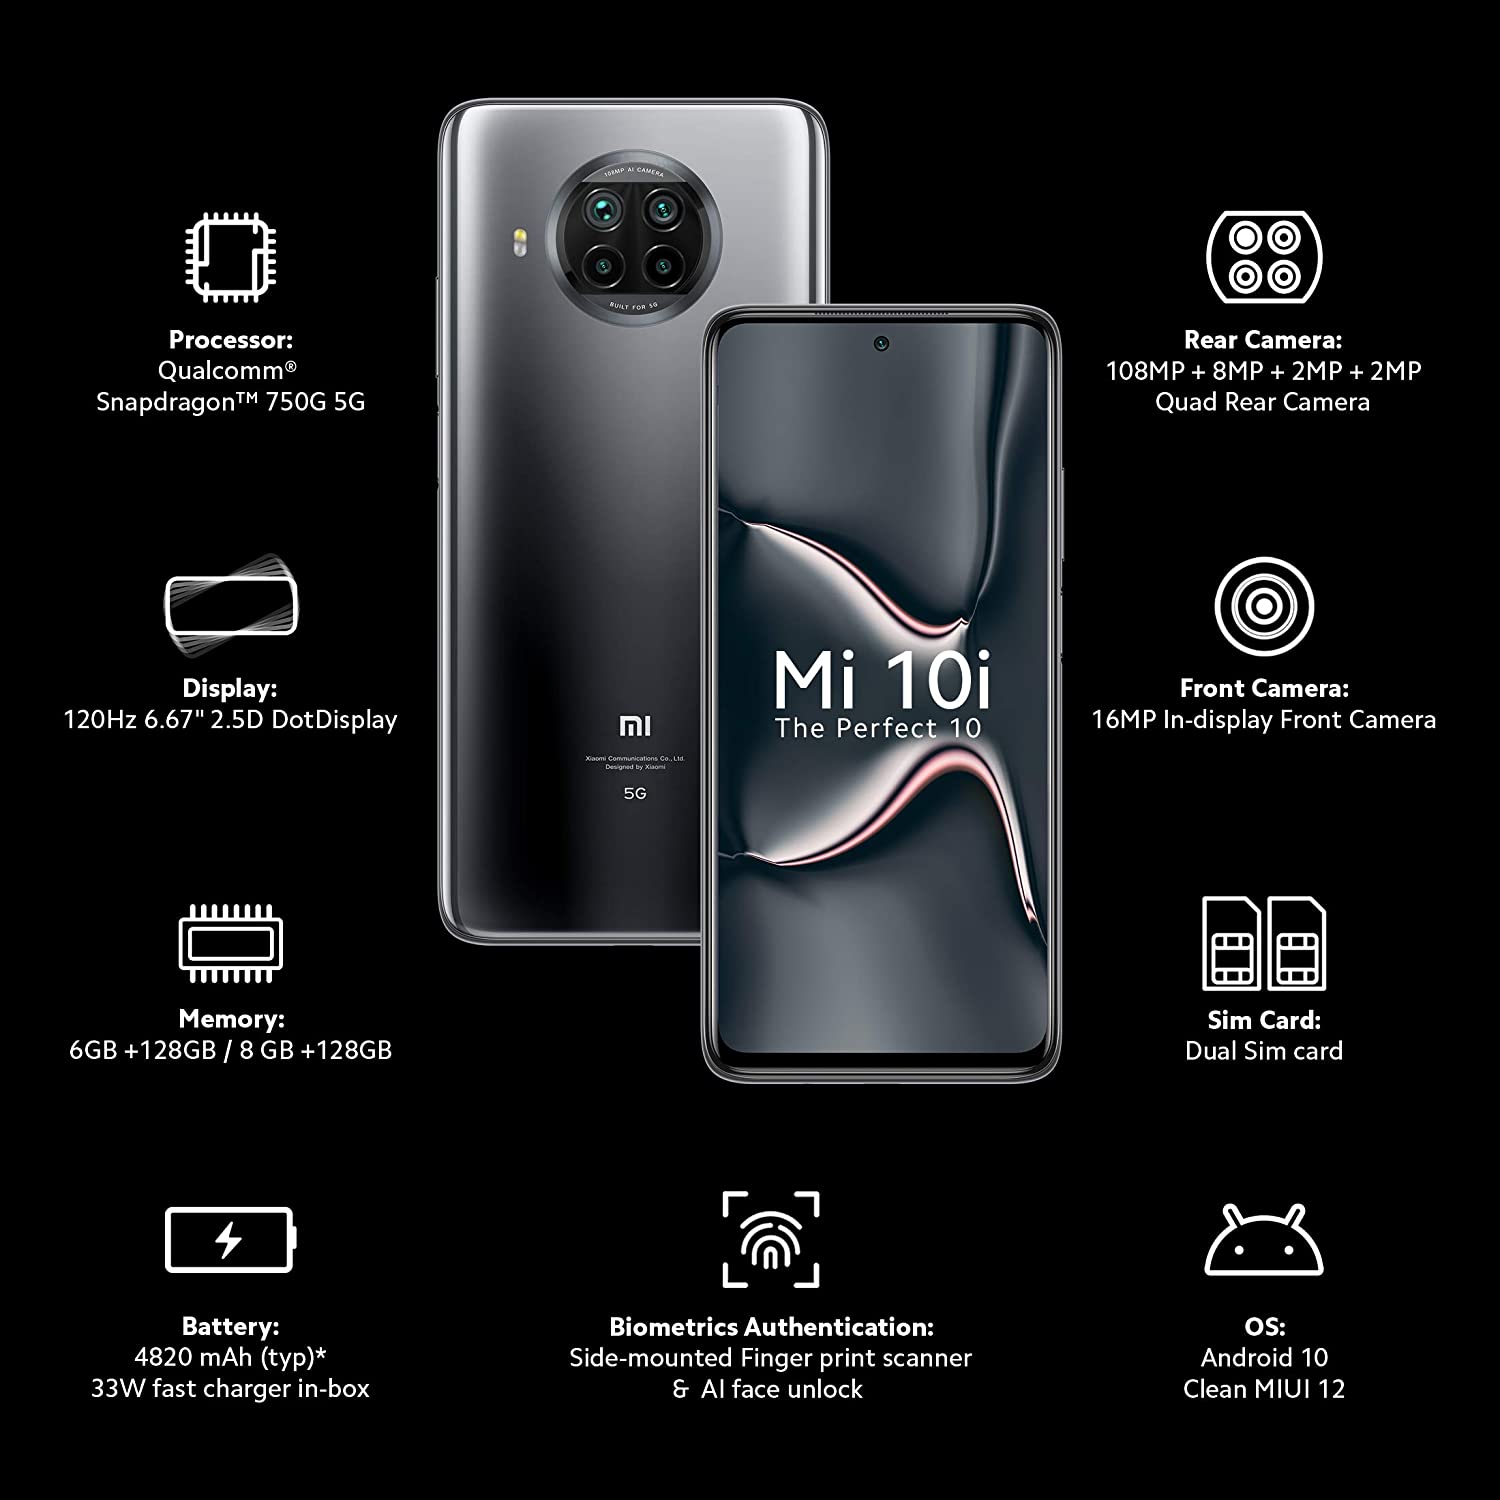 108MP AI CAMERA
BUILT FOR 5G
Processor:
Qualcomm®
Snapdragon™ 750G 5G
Rear Camera:
108MP + 8MP + 2MP + 2MP
Quad Rear Camera
Display:
120Hz 6.67" 2.5D DotDisplay
Mi 10i
The Perfect 10
Front Camera:
16MP In-display Front Camera
MI
Xiaomi Communications Co., Ltd.
Designed by Xiaomi
5G
Memory:
6GB +128GB / 8 GB +128GB
Sim Card:
Dual Sim card
Battery:
4820 mAh (typ)*
33W fast charger in-box
Biometrics Authentication:
Side-mounted Finger print scanner
& AI face unlock
OS:
Android 10
Clean MIUI 12